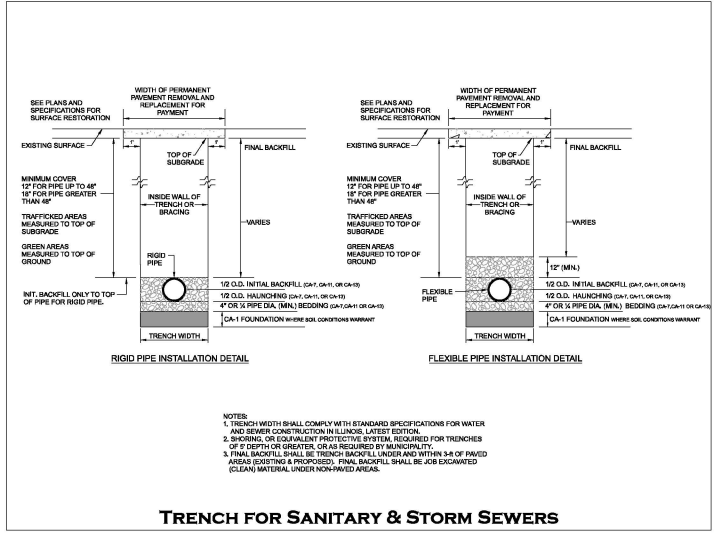 WIDTH OF PERMANENT
PAVEMENT REMOVAL AND
REPLACEMENT FOR
PAYMENT
SEE PLANS AND
SPECIFICATIONS FOR
SURFACE RESTORATION
EXISTING SURFACE
1'
1'
TOP OF
SUBGRADE
FINAL BACKFILL
MINIMUM COVER
12" FOR PIPE UP TO 48"
18" FOR PIPE GREATER
THAN 48"
TRAFFICKED AREAS
MEASURED TO TOP OF
SUBGRADE
GREEN AREAS
MEASURED TO TOP OF
GROUND
INSIDE WALL OF
TRENCH OR
BRACING
VARIES
RIGID
PIPE
INIT. BACKFILL ONLY TO TOP
OF PIPE FOR RIGID PIPE.
1/2 O.D. INITIAL BACKFILL (CA-7, CA-11, OR CA-13)
1/2 O.D. HAUNCHING (CA-7, CA-11, OR CA-13)
4" OR ¼ PIPE DIA. (MIN.) BEDDING (CA-7,CA-11 OR CA-13)
CA-1 FOUNDATION WHERE SOIL CONDITIONS WARRANT
TRENCH WIDTH
RIGID PIPE INSTALLATION DETAIL
WIDTH OF PERMANENT
PAVEMENT REMOVAL AND
REPLACEMENT FOR
PAYMENT
SEE PLANS AND
SPECIFICATIONS FOR
SURFACE RESTORATION
EXISTING SURFACE
1'
1'
TOP OF
SUBGRADE
FINAL BACKFILL
MINIMUM COVER
12" FOR PIPE UP TO 48"
18" FOR PIPE GREATER
THAN 48"
TRAFFICKED AREAS
MEASURED TO TOP OF
SUBGRADE
GREEN AREAS
MEASURED TO TOP OF
GROUND
INSIDE WALL OF
TRENCH OR
BRACING
VARIES
12" (MIN.)
FLEXIBLE
PIPE
1/2 O.D. INITIAL BACKFILL (CA-7, CA-11, OR CA-13)
1/2 O.D. HAUNCHING (CA-7, CA-11, OR CA-13)
4" OR ¼ PIPE DIA. (MIN.) BEDDING (CA-7,CA-11 OR CA-13)
CA-1 FOUNDATION WHERE SOIL CONDITIONS WARRANT
TRENCH WIDTH
FLEXIBLE PIPE INSTALLATION DETAIL
NOTES:
1. TRENCH WIDTH SHALL COMPLY WITH STANDARD SPECIFICATIONS FOR WATER
AND SEWER CONSTRUCTION IN ILLINOIS, LATEST EDITION.
2. SHORING, OR EQUIVALENT PROTECTIVE SYSTEM, REQUIRED FOR TRENCHES
OF 5' DEPTH OR GREATER, OR AS REQUIRED BY MUNICIPALITY.
3. FINAL BACKFILL SHALL BE TRENCH BACKFILL UNDER AND WITHIN 3-ft OF PAVED
AREAS (EXISTING & PROPOSED). FINAL BACKFILL SHALL BE JOB EXCAVATED
(CLEAN) MATERIAL UNDER NON-PAVED AREAS.
TRENCH FOR SANITARY & STORM SEWERS